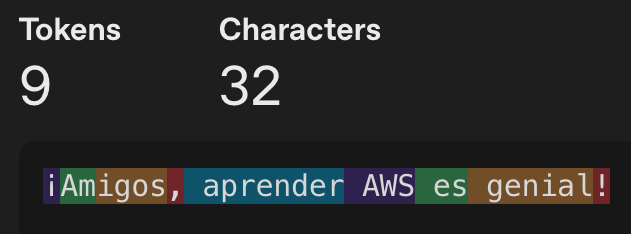 Tokens Characters
9 32
¡Amigos, aprender AWS es genial!